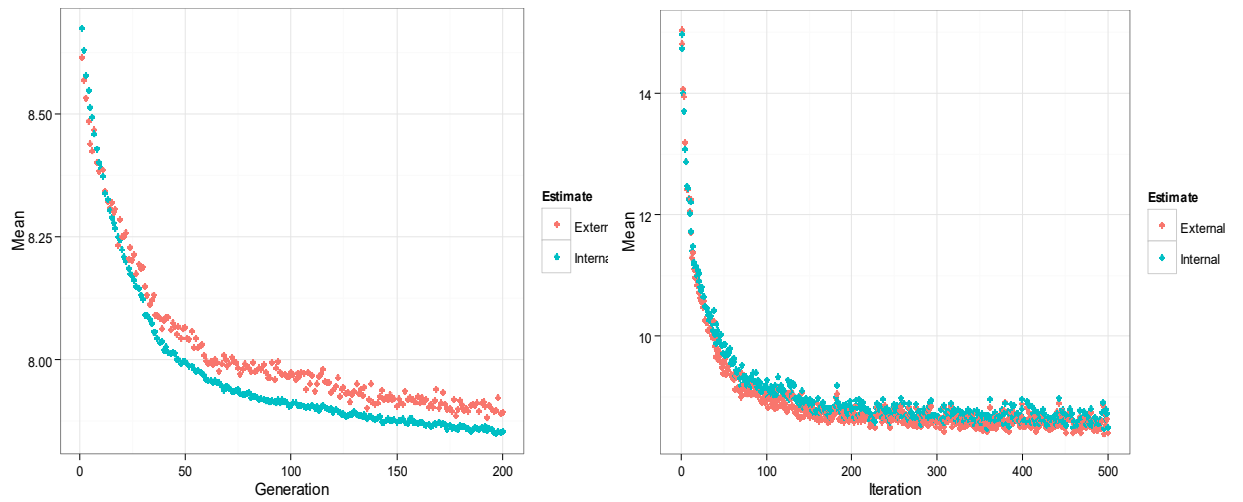 Mean
8.50
8.25
8.00
0
50
100
150
200
Generation
Estimate
Extern
Interna
Mean
14
12
10
0
100
200
300
400
500
Iteration
Estimate
External
Internal